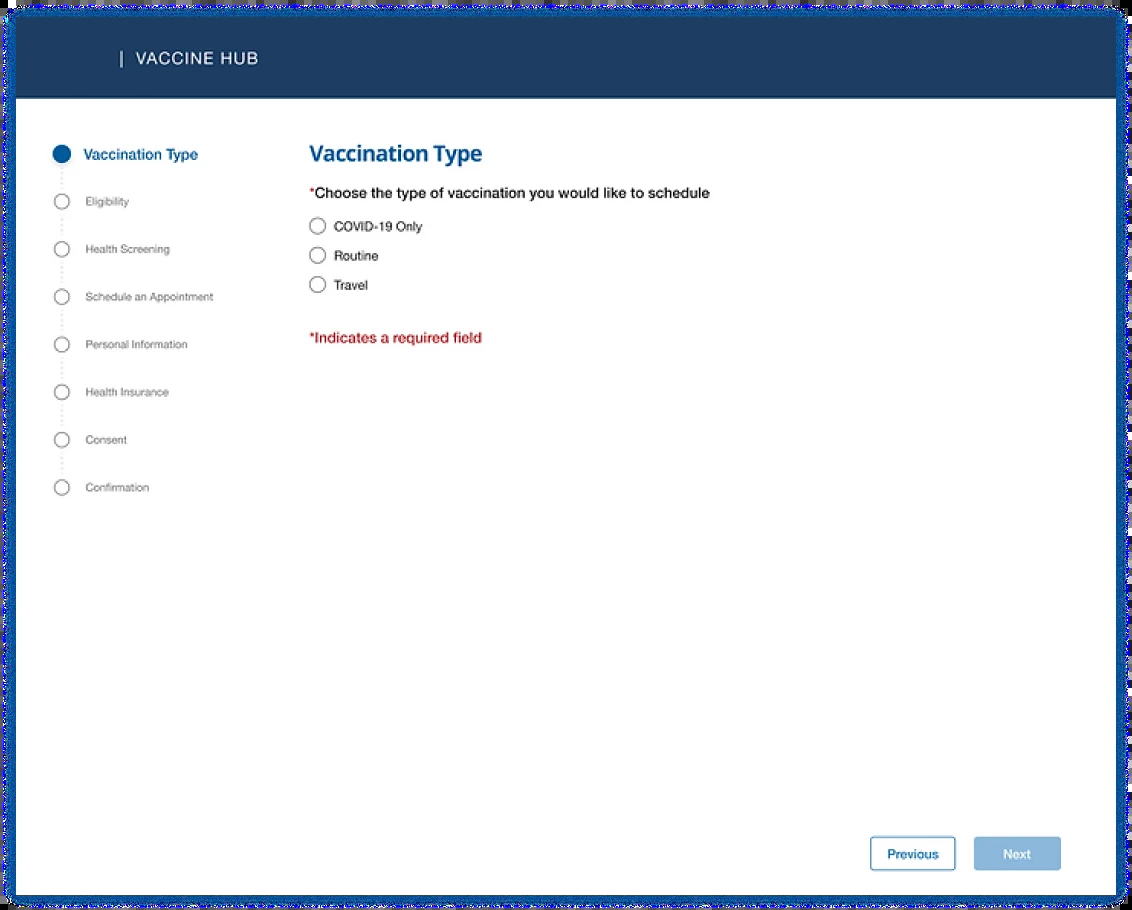 | VACCINE HUB
Vaccination Type
Eligibility
Health Screening
Schedule an Appointment
Personal Information
Health Insurance
Consent
Confirmation
Vaccination Type
*Choose the type of vaccination you would like to schedule
COVID-19 Only
Routine
Travel
*Indicates a required field
Previous
Next